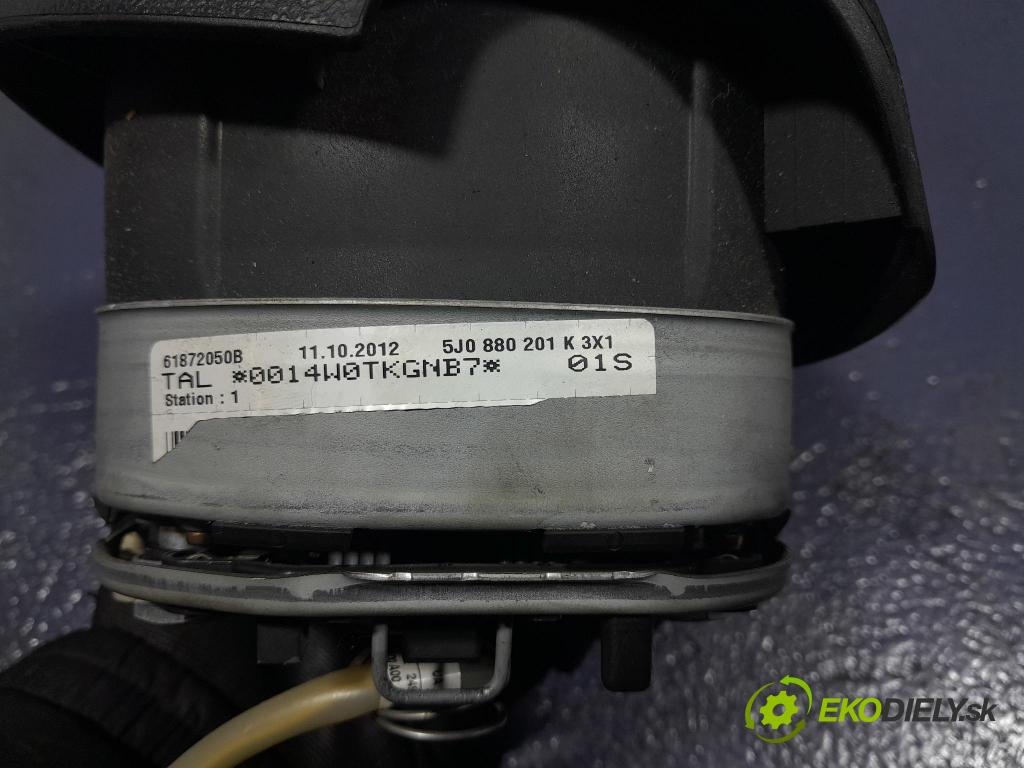 61872050B 11.10.2012 5J0 880 201 K 3X1
TAL *0014W0TKGNB7* 01S
Station : 1
EKODIELY.sk